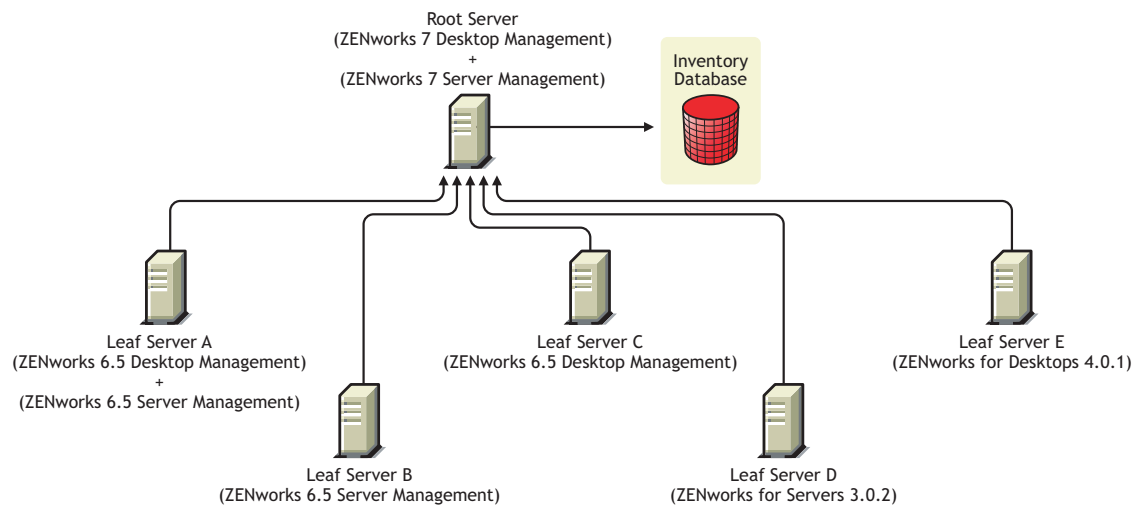 Root Server
(ZENworks 7 Desktop Management)
+
(ZENworks 7 Server Management)
Inventory
Database
Leaf Server A
(ZENworks 6.5 Desktop Management)
+
(ZENworks 6.5 Server Management)
Leaf Server C
(ZENworks 6.5 Desktop Management)
Leaf Server E
(ZENworks for Desktops 4.0.1)
Leaf Server B
(ZENworks 6.5 Server Management)
Leaf Server D
(ZENworks for Servers 3.0.2)